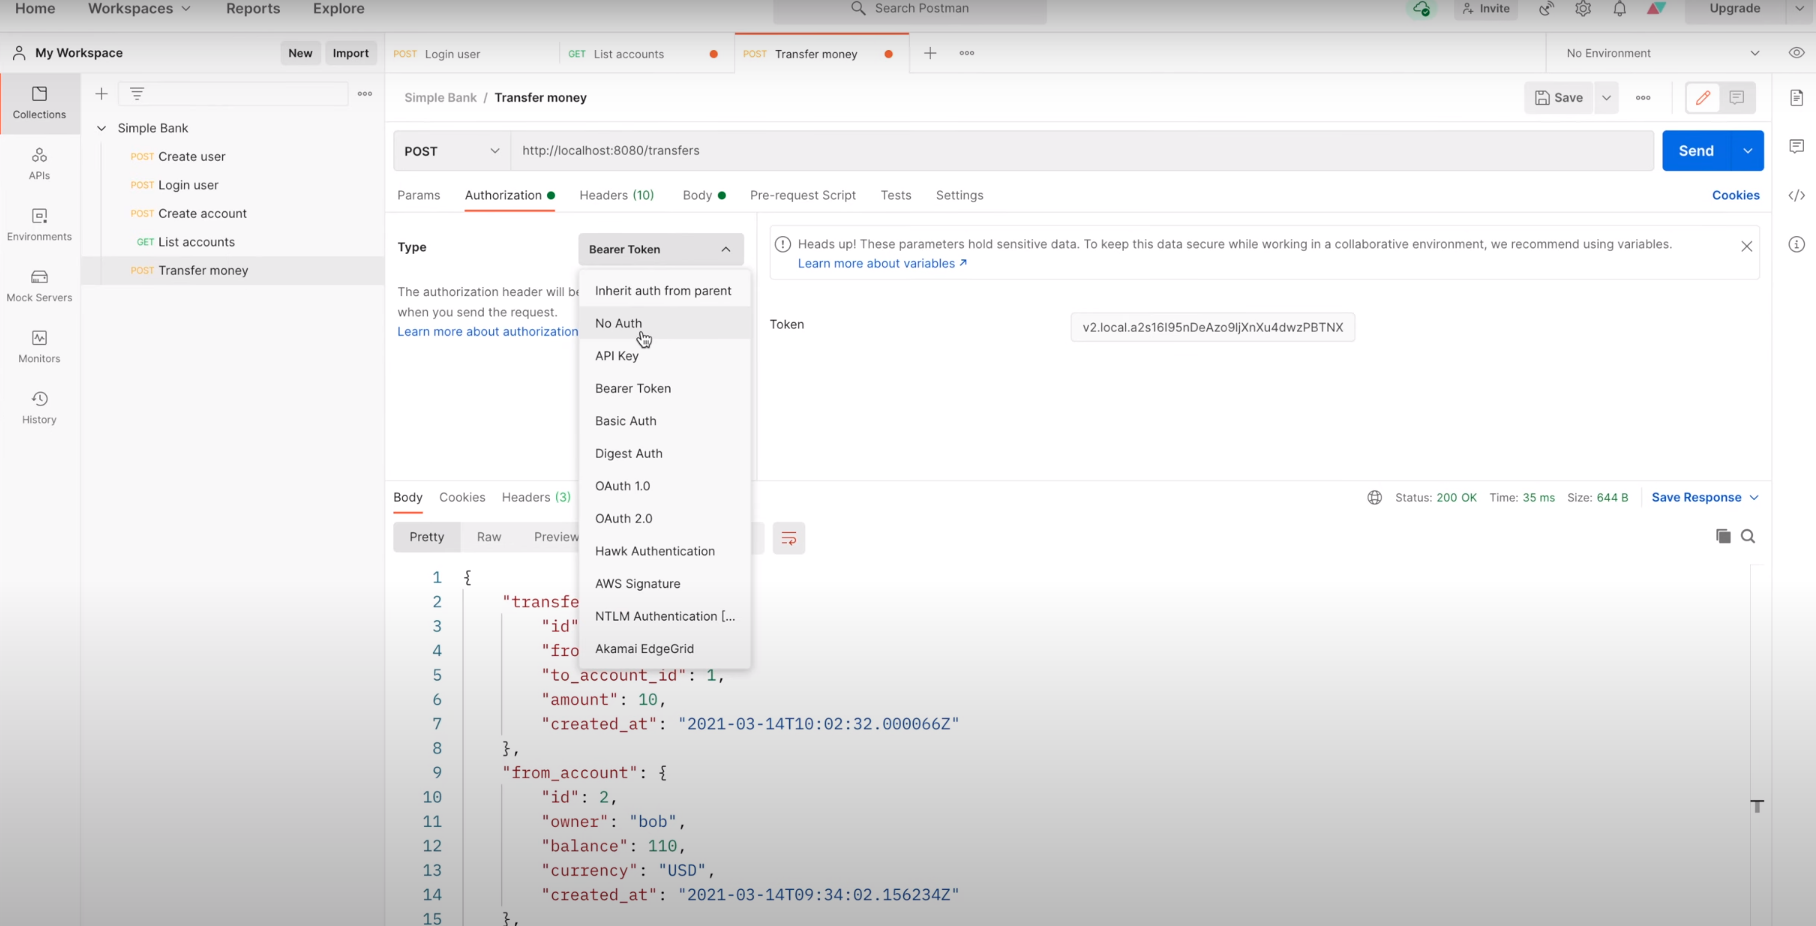 Home Workspaces Reports Explore Search Postman Invite Upgrade
My Workspace New Import POST Login user GET List accounts POST Transfer money No Environment
Collections
APIs
Environments
Mock Servers
Monitors
History
Simple Bank
POST Create user
POST Login user
POST Create account
GET List accounts
POST Transfer money
Simple Bank / Transfer money Save
POST http://localhost:8080/transfers Send
Params Authorization Headers (10) Body Pre-request Script Tests Settings Cookies
Type Bearer Token
The authorization header will be
when you send the request.
Learn more about authorization
Inherit auth from parent
No Auth
API Key
Bearer Token
Basic Auth
Digest Auth
OAuth 1.0
OAuth 2.0
Hawk Authentication
AWS Signature
NTLM Authentication [...
Akamai EdgeGrid
Heads up! These parameters hold sensitive data. To keep this data secure while working in a collaborative environment, we recommend using variables.
Learn more about variables ↗
Token v2.local.a2s16I95nDeAzo9ljXnXu4dwzPBTNX
Body Cookies Headers (3) Status: 200 OK Time: 35 ms Size: 644 B Save Response
Pretty Raw Preview
1 {
2 "transfe
3 "id"
4 "fro
5 "to_account_id": 1,
6 "amount": 10,
7 "created_at": "2021-03-14T10:02:32.000066Z"
8 },
9 "from_account": {
10 "id": 2,
11 "owner": "bob",
12 "balance": 110,
13 "currency": "USD",
14 "created_at": "2021-03-14T09:34:02.156234Z"
15 },